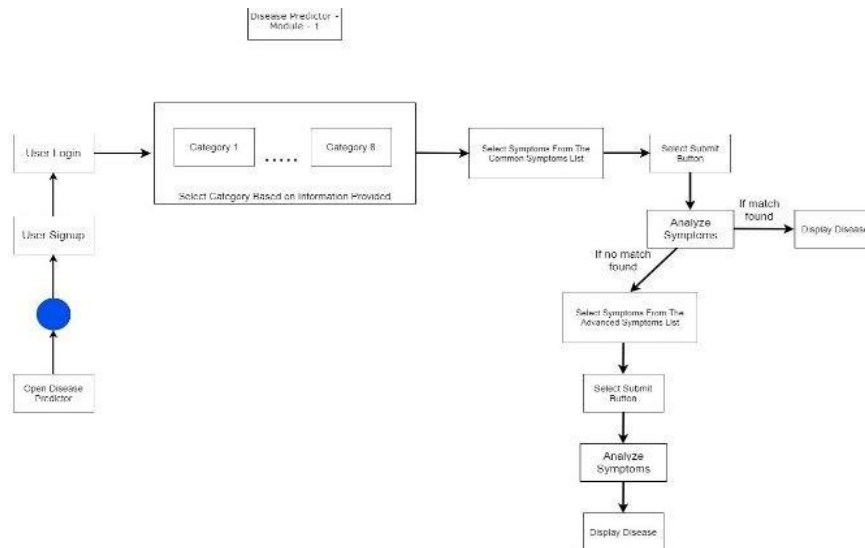 Disease Predictor -
Module - 1
User Login
Category 1
.....
Category 8
Select Category Based on Information Provided
Select Symptoms From The
Common Symptoms List
Select Submit
Button
User Signup
Analyze
Symptoms
If match
found
Display Disease
If no match
found
Select Symptoms From The
Advanced Symptoms List
Open Disease
Predictor
Select Submit
Button
Analyze
Symptoms
Display Disease